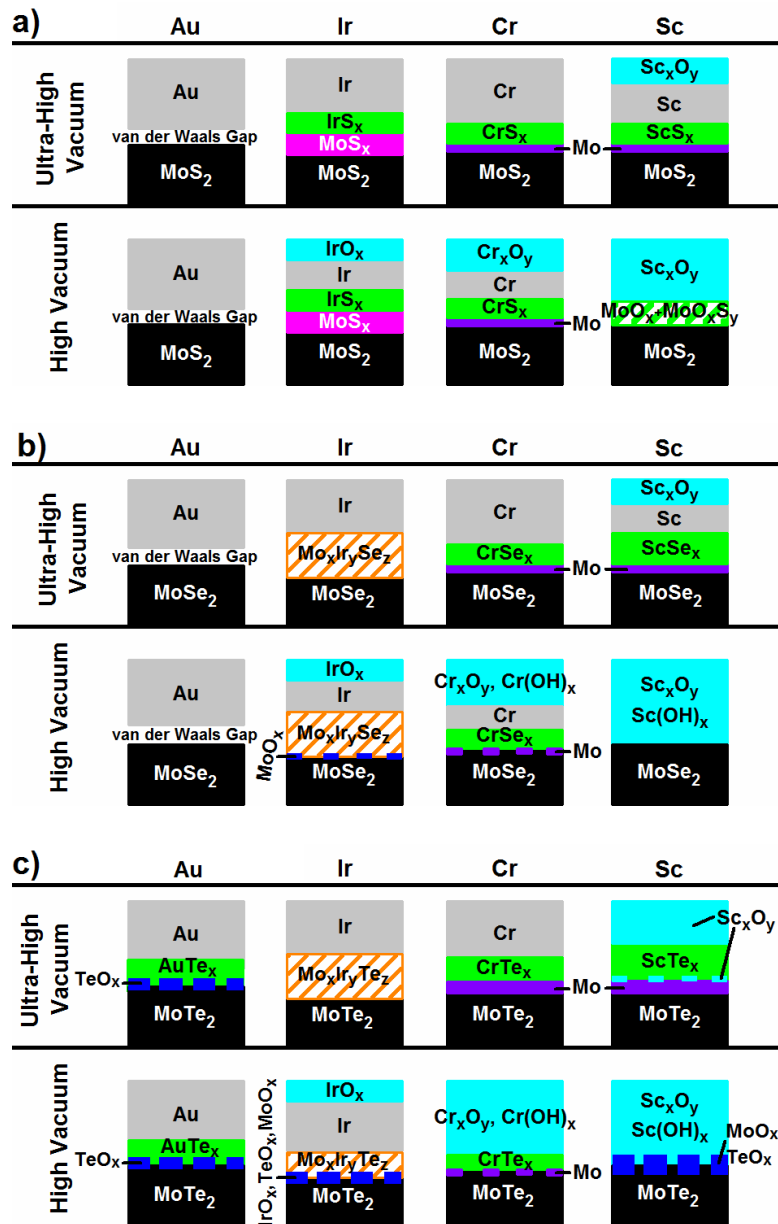 a)
Au Ir Cr Sc
Ultra-High
Vacuum
Au
van der Waals Gap
MoS2
Ir
IrSx
MoSx
MoS2
Cr
CrSx
MoS2
Mo
ScxOy
Sc
ScSx
MoS2
High Vacuum
Au
van der Waals Gap
MoS2
IrOx
Ir
IrSx
MoSx
MoS2
CrxOy
Cr
CrSx
MoS2
Mo
ScxOy
MoOx+MoOxSy
MoS2
b)
Au Ir Cr Sc
Ultra-High
Vacuum
Au
van der Waals Gap
MoSe2
Ir
MoxIrySez
MoSe2
Cr
CrSex
MoSe2
Mo
ScxOy
Sc
ScSex
MoSe2
High Vacuum
Au
van der Waals Gap
MoSe2
MoOx
IrOx
Ir
MoxIrySez
MoSe2
CrxOy, Cr(OH)x
Cr
CrSex
MoSe2
Mo
ScxOy
Sc(OH)x
MoSe2
c)
Au Ir Cr Sc
Ultra-High
Vacuum
Au
AuTex
TeOx
MoTe2
Ir
MoxIryTez
MoTe2
Cr
CrTex
MoTe2
Mo
ScxOy
ScTex
MoTe2
High Vacuum
Au
AuTex
TeOx
MoTe2
IrOx, TeOx, MoOx
IrOx
Ir
MoxIryTez
MoTe2
CrxOy, Cr(OH)x
CrTex
MoTe2
Mo
ScxOy
Sc(OH)x
MoOx
TeOx
MoTe2